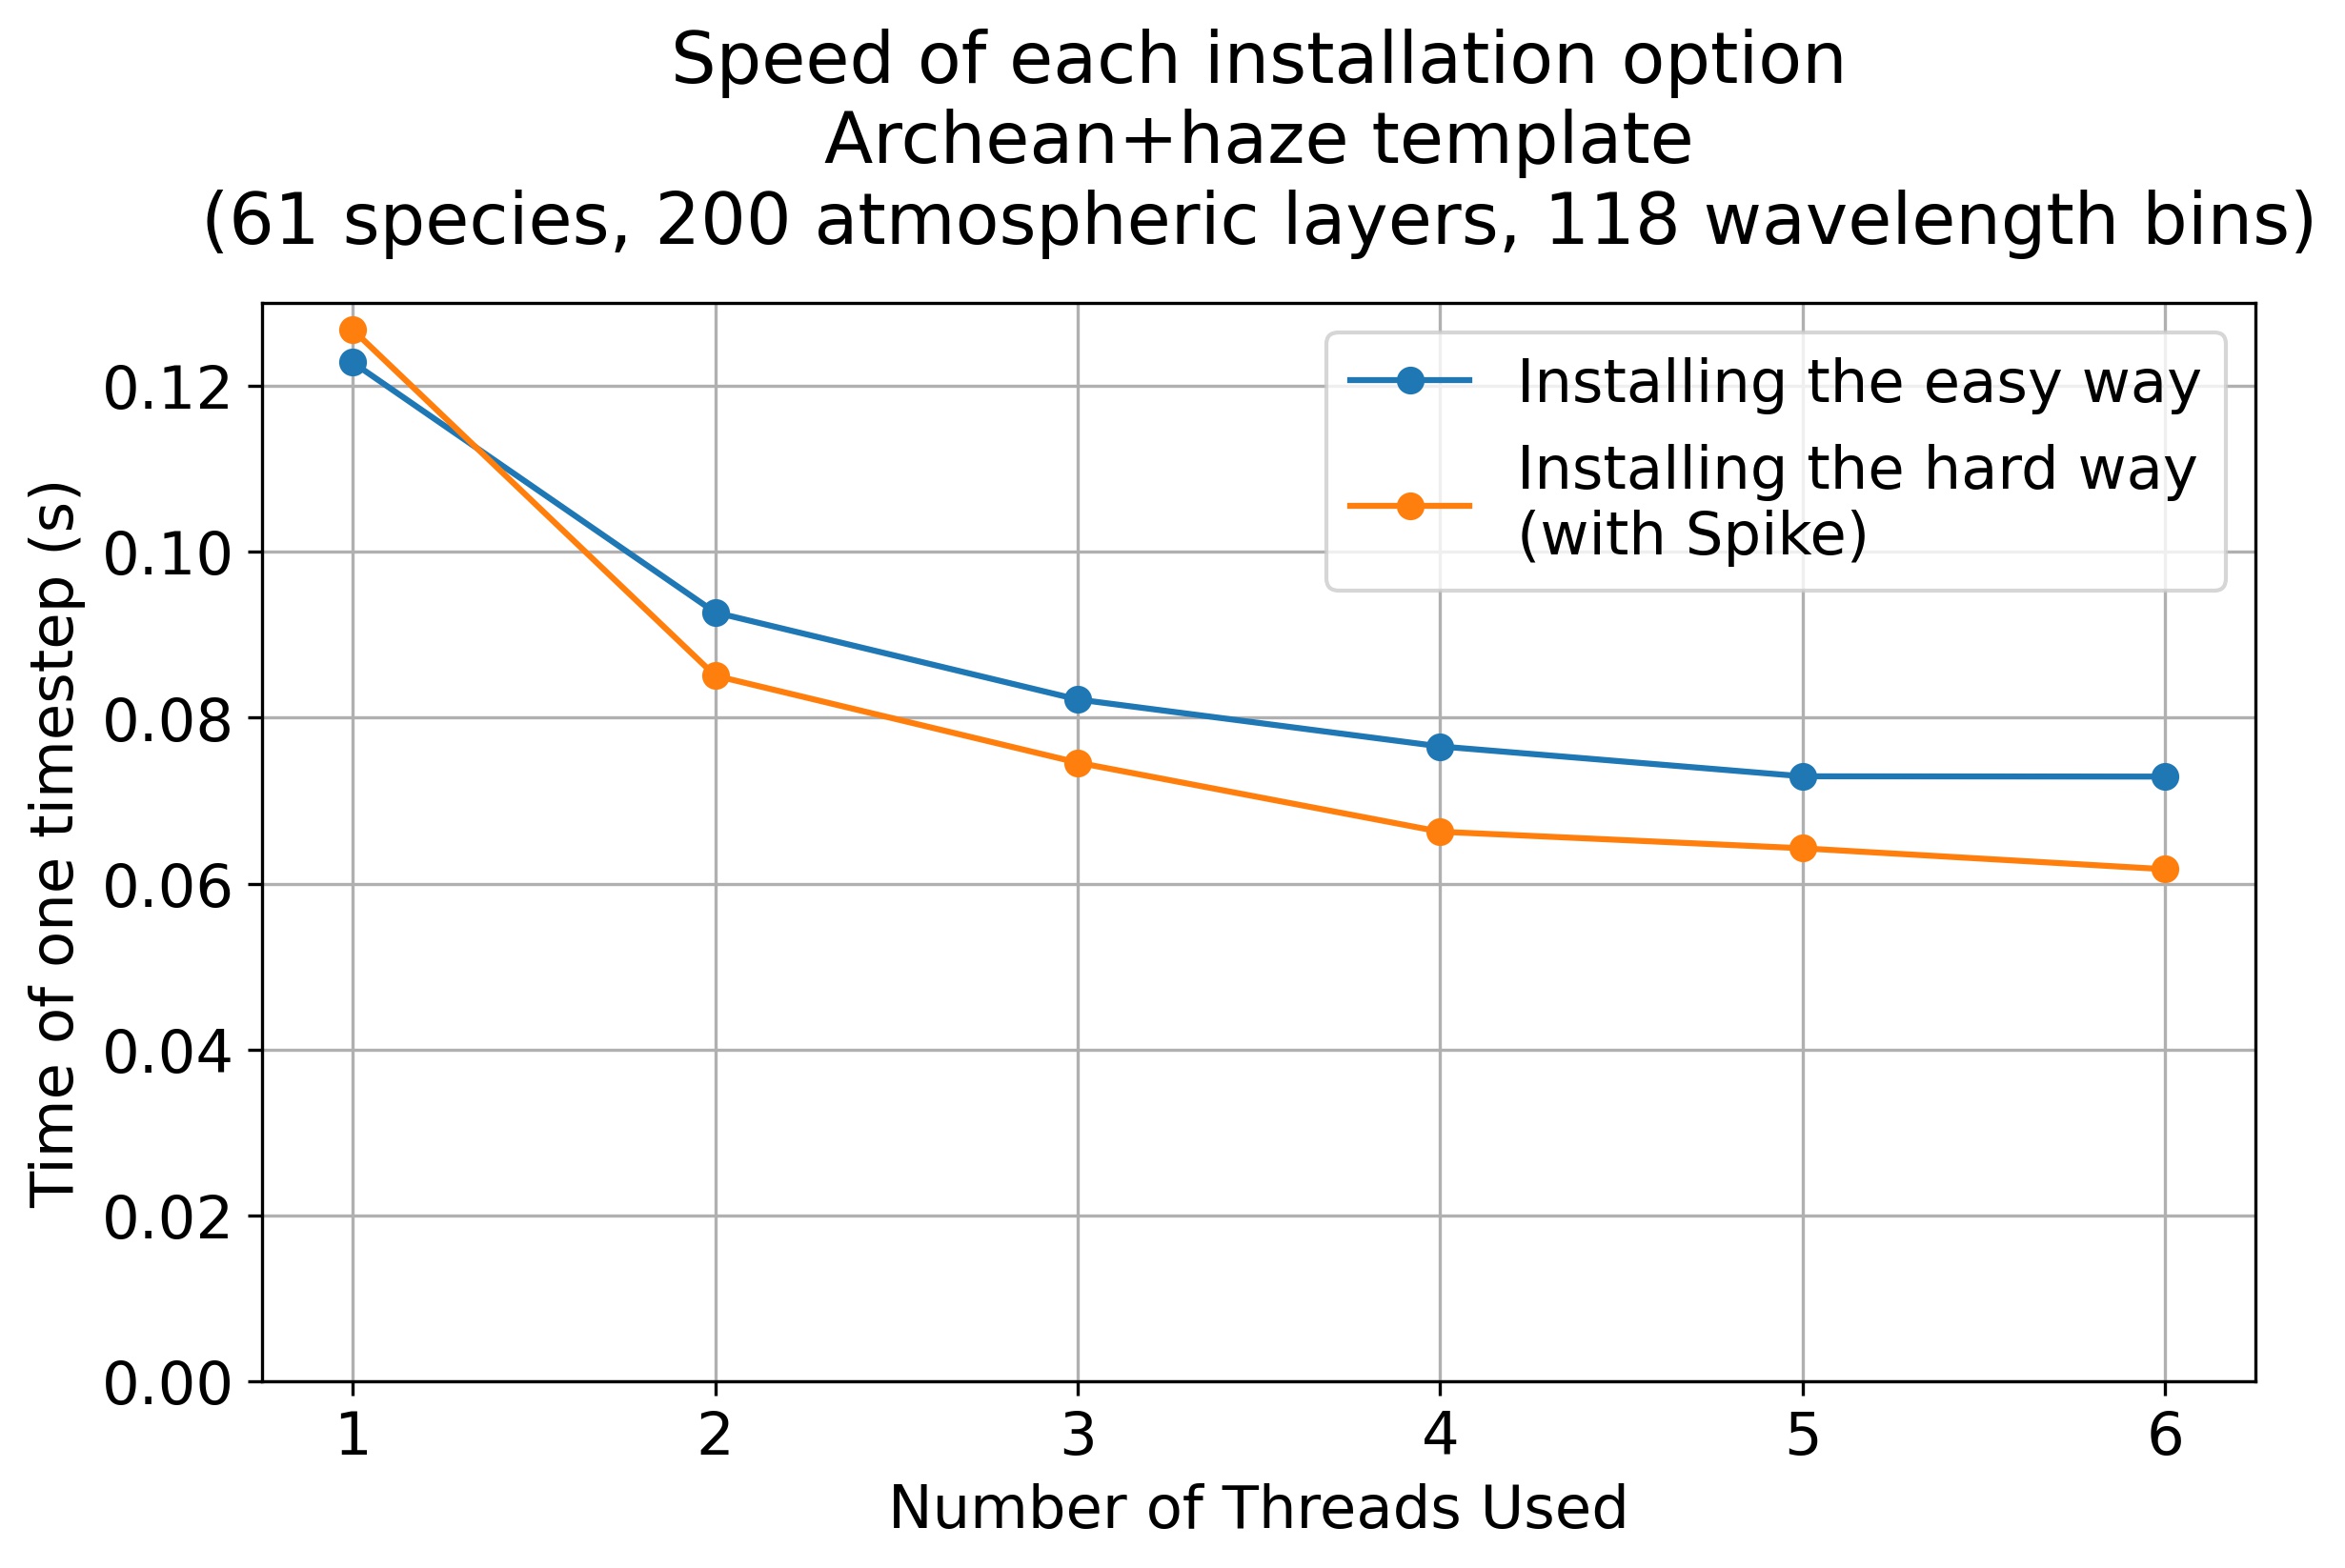 Speed of each installation option
Archean+haze template
(61 species, 200 atmospheric layers, 118 wavelength bins)
Installing the easy way
Installing the hard way
(with Spike)
Time of one timestep (s)
0.12
0.10
0.08
0.06
0.04
0.02
0.00
1 2 3 4 5 6
Number of Threads Used